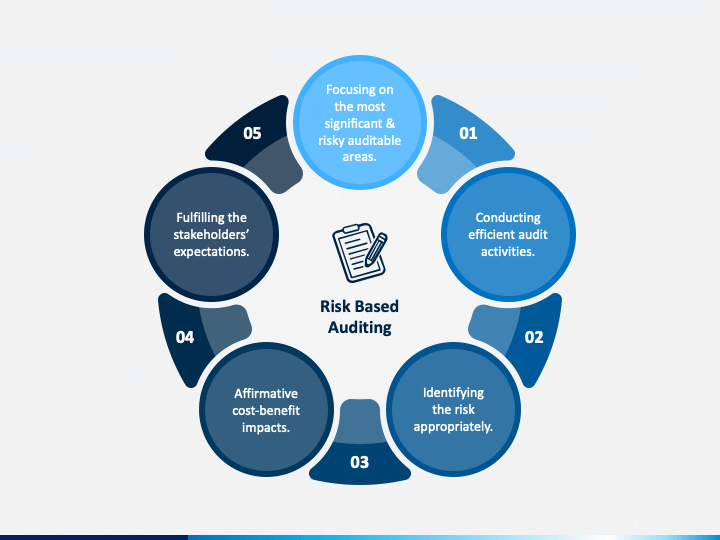 Focusing on
the most
significant &
risky auditable
areas.
01
Conducting
efficient audit
activities.
02
Identifying
the risk
appropriately.
03
Affirmative
cost-benefit
impacts.
04
Fulfilling the
stakeholders’
expectations.
05
Risk Based
Auditing